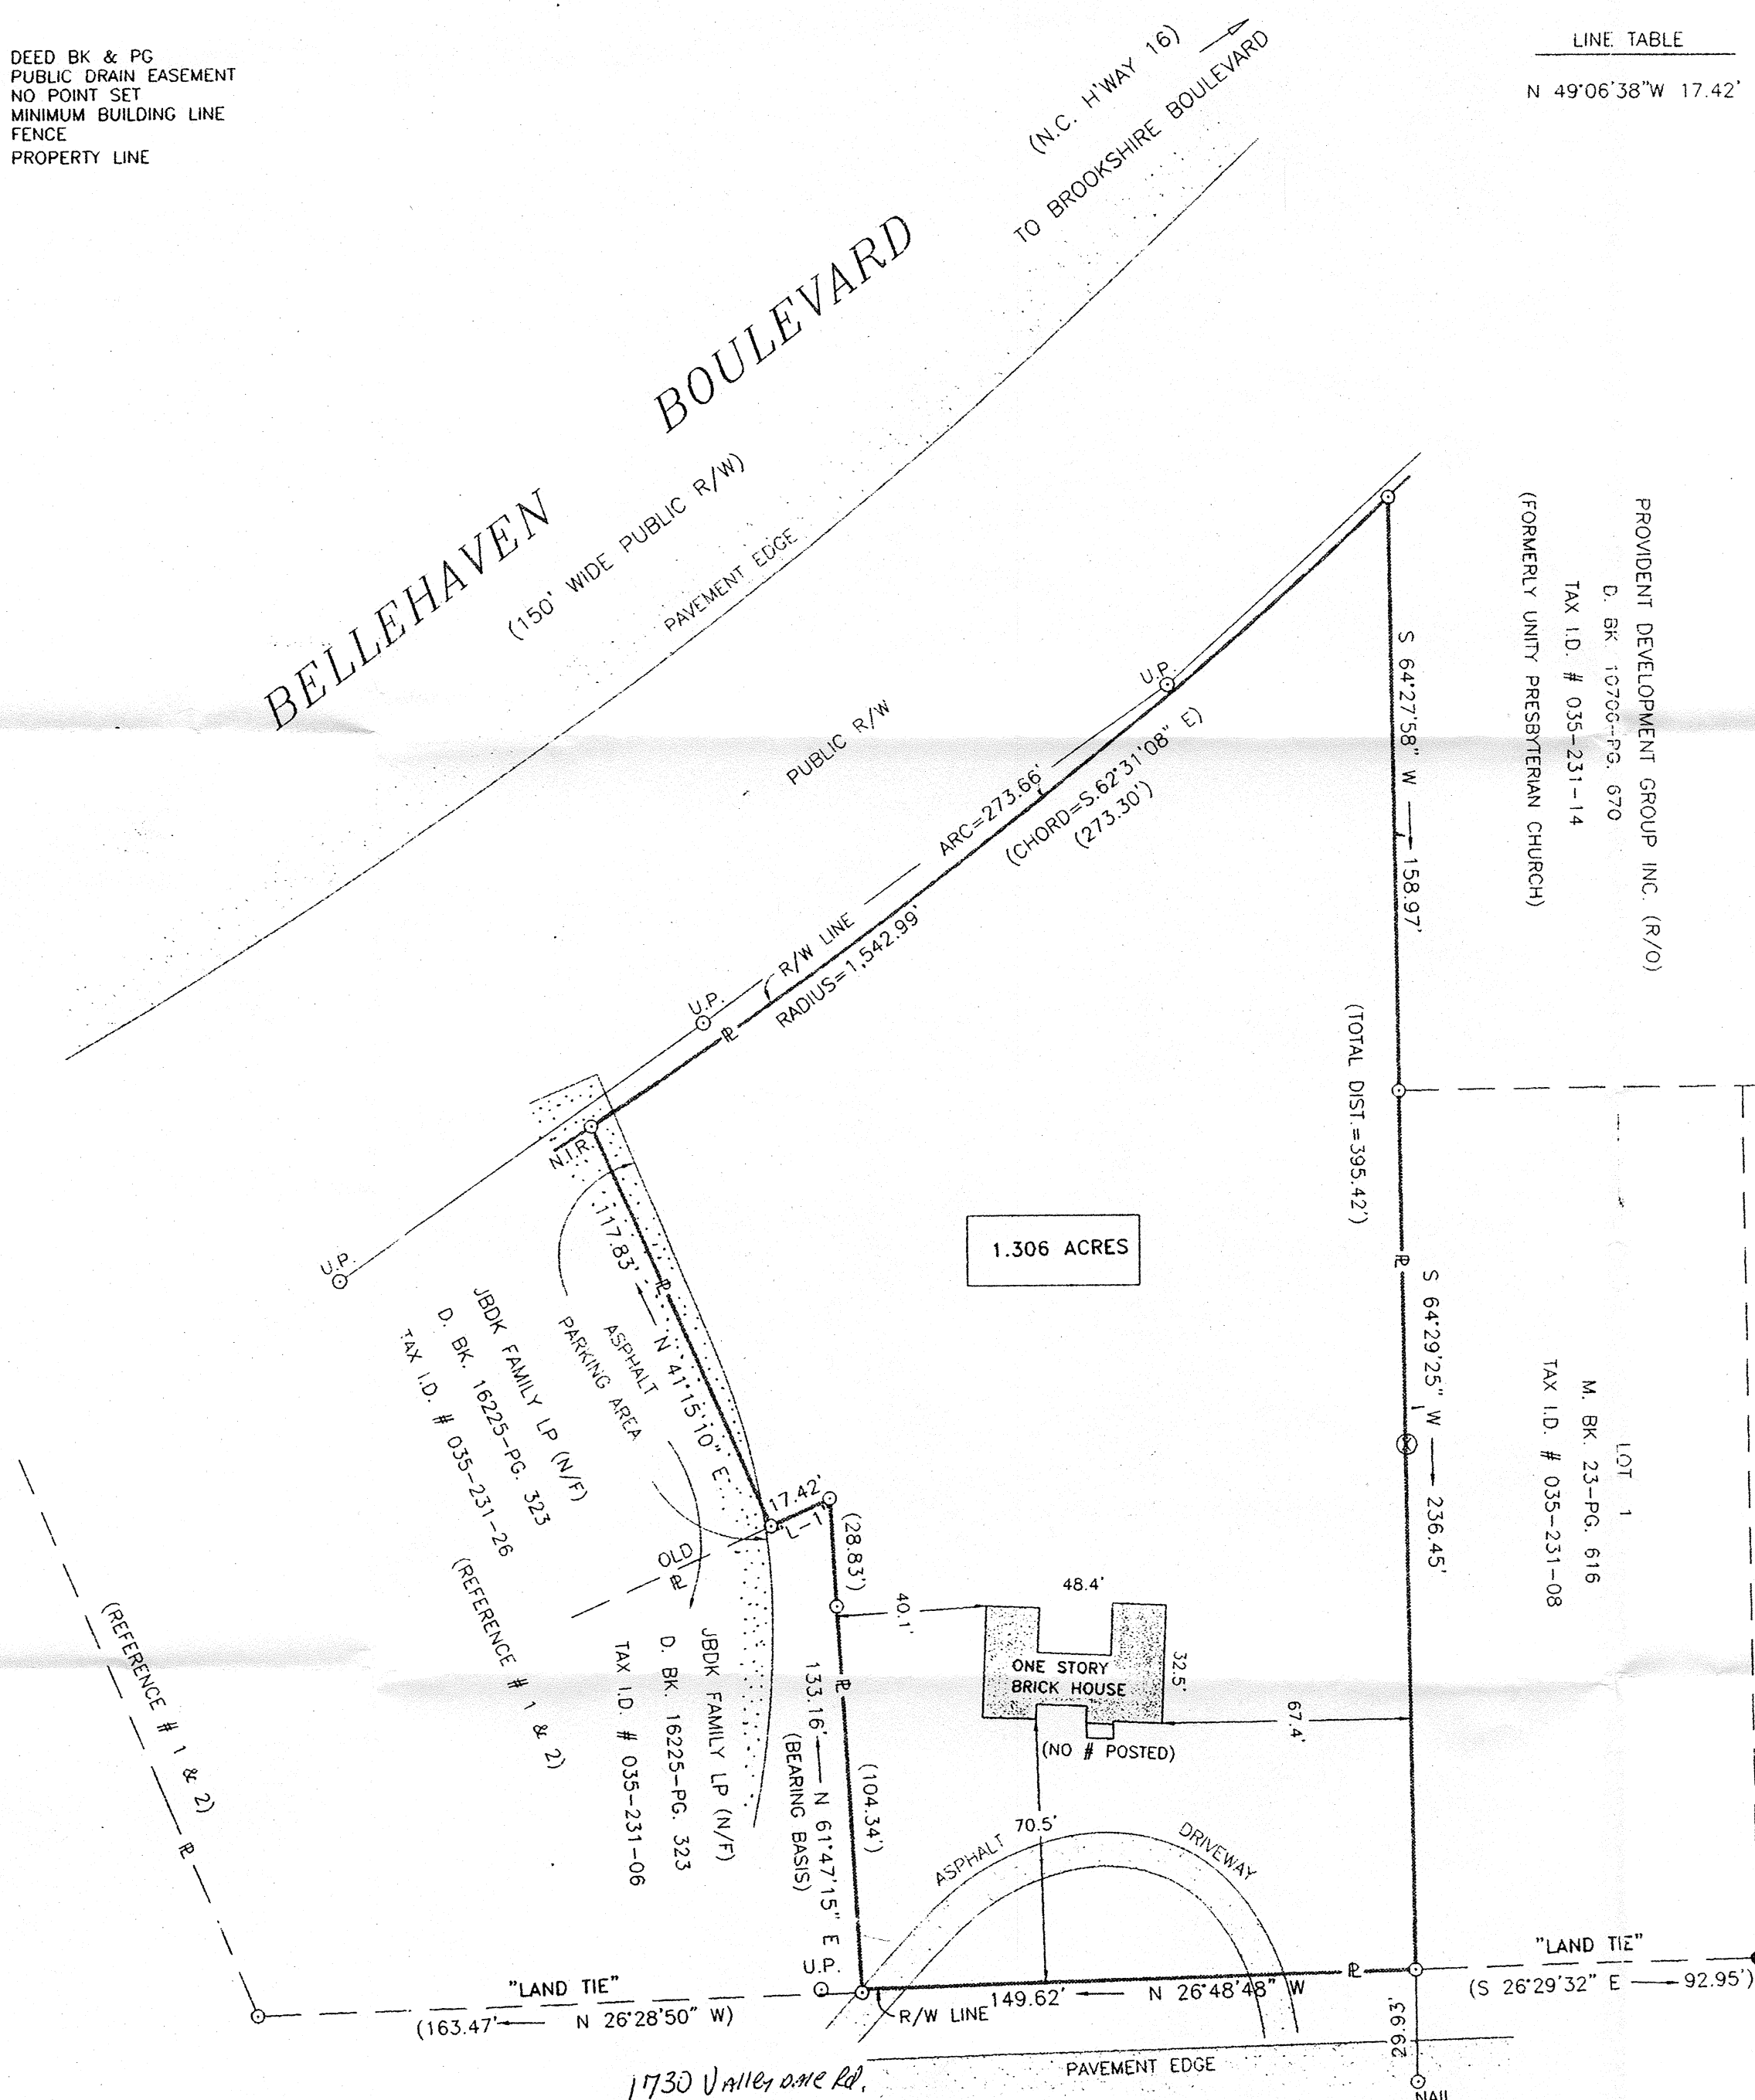 DEED BK & PG
PUBLIC DRAIN EASEMENT
NO POINT SET
MINIMUM BUILDING LINE
FENCE
PROPERTY LINE
LINE TABLE
N 49°06'38"W 17.42'
(N.C. H'WAY 16)
TO BROOKSHIRE BOULEVARD
BELLEHAVEN BOULEVARD
(150' WIDE PUBLIC R/W)
PAVEMENT EDGE
PUBLIC R/W
U.P.
ARC=273.66'
(CHORD=S.62°31'08" E)
(273.30')
R/W LINE
RADIUS=1,542.99'
U.P.
PL
N.I.R.
U.P.
S 64°27'58" W 158.97'
PROVIDENT DEVELOPMENT GROUP INC. (R/O)
D. BK 10706-PG. 670
TAX I.D. # 035-231-14
(FORMERLY UNITY PRESBYTERIAN CHURCH)
(TOTAL DIST.=395.42')
1.306 ACRES
PL
S 64°29'25" W 236.45'
LOT 1
M. BK. 23-PG. 616
TAX I.D. # 035-231-08
117.83' N 41°15'10" E
PL
ASPHALT
PARKING AREA
JBDK FAMILY LP (N/F)
D. BK. 16225-PG. 323
TAX I.D. # 035-231-26
(REFERENCE # 1 & 2)
17.42'
"L-1"
(28.83')
OLD
PL
40.1'
48.4'
32.5'
ONE STORY
BRICK HOUSE
(NO # POSTED)
67.4'
70.5'
JBDK FAMILY LP (N/F)
D. BK. 16225-PG. 323
TAX I.D. # 035-231-06
PL
133.16' N 61°47'15" E
(BEARING BASIS)
(104.34')
(REFERENCE # 1 & 2)
PL
ASPHALT DRIVEWAY
U.P.
"LAND TIE"
(163.47' N 26°28'50" W)
R/W LINE
149.62' N 26°48'48" W
PL
"LAND TIE"
(S 26°29'32" E 92.95')
29.93'
PAVEMENT EDGE
NAIL
1730 Valleydale Rd.